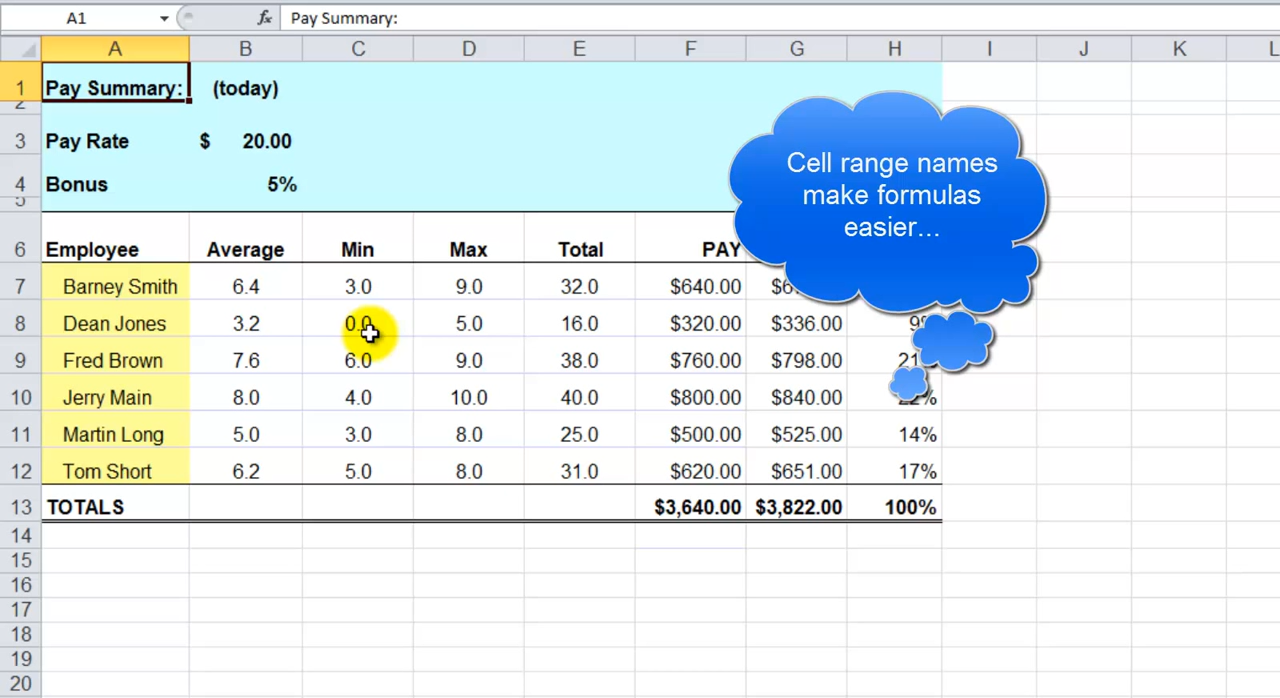 A1 fx Pay Summary:
A B C D E F G H I J K L
1 Pay Summary: (today)
2
3 Pay Rate $ 20.00
4 Bonus 5%
5
6 Employee Average Min Max Total PAY
7 Barney Smith 6.4 3.0 9.0 32.0 $640.00
8 Dean Jones 3.2 0.0 5.0 16.0 $320.00 $336.00
9 Fred Brown 7.6 6.0 9.0 38.0 $760.00 $798.00
10 Jerry Main 8.0 4.0 10.0 40.0 $800.00 $840.00
11 Martin Long 5.0 3.0 8.0 25.0 $500.00 $525.00 14%
12 Tom Short 6.2 5.0 8.0 31.0 $620.00 $651.00 17%
13 TOTALS $3,640.00 $3,822.00 100%
14
15
16
17
18
19
20
Cell range names
make formulas
easier...